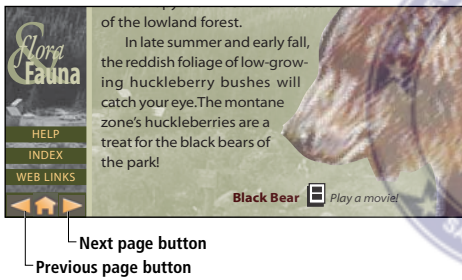 of the lowland forest.
In late summer and early fall,
the reddish foliage of low-grow-
ing huckleberry bushes will
catch your eye.The montane
zone's huckleberries are a
treat for the black bears of
the park!
Flora
Fauna
HELP
INDEX
WEB LINKS
Black Bear Play a movie!
Next page button
Previous page button